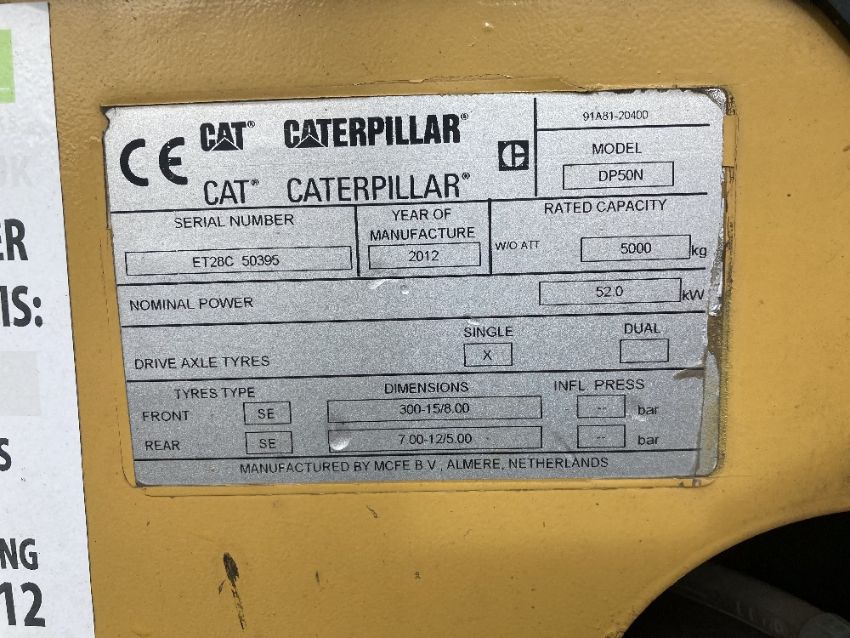 CE CAT® CATERPILLAR®
CAT® CATERPILLAR®
C
91A81-20400
MODEL
DP50N
SERIAL NUMBER
ET28C 50395
YEAR OF
MANUFACTURE
2012
RATED CAPACITY
W/O ATT 5000 kg
NOMINAL POWER 52.0 kW
SINGLE DUAL
DRIVE AXLE TYRES X
TYRES TYPE DIMENSIONS INFL PRESS
FRONT SE 300-15/8.00 -- bar
REAR SE 7.00-12/5.00 -- bar
MANUFACTURED BY MCFE B.V., ALMERE, NETHERLANDS
ER
IS:
S
NG
12